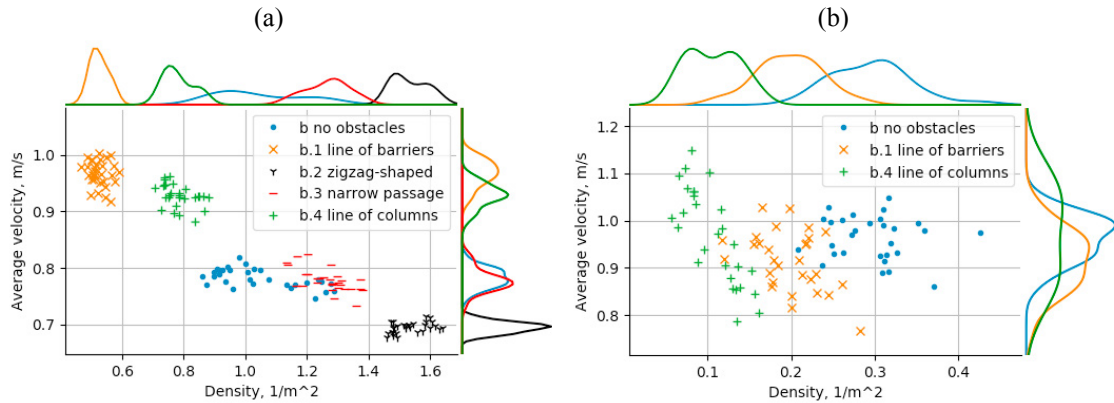 (a)
(b)
b no obstacles
b.1 line of barriers
b.2 zigzag-shaped
b.3 narrow passage
b.4 line of columns
Average velocity, m/s
1.0
0.9
0.8
0.7
0.6 0.8 1.0 1.2 1.4 1.6
Density, 1/m^2
b no obstacles
b.1 line of barriers
b.4 line of columns
Average velocity, m/s
1.2
1.1
1.0
0.9
0.8
0.1 0.2 0.3 0.4
Density, 1/m^2